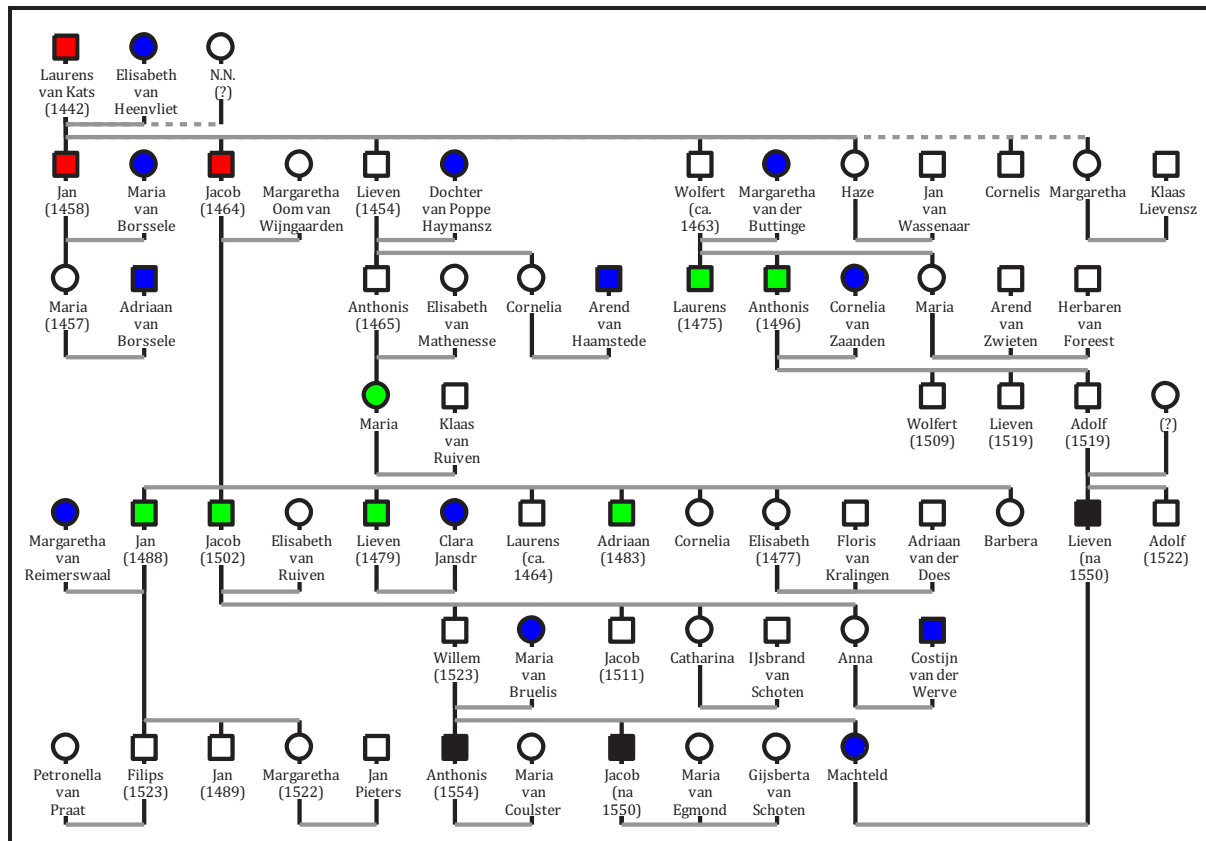 Laurens
van Kats
(1442)
Elisabeth
van
Heenvliet
N.N.
(?)
Jan
(1458)
Maria
van
Borssele
Jacob
(1464)
Margaretha
Oom van
Wijngaarden
Lieven
(1454)
Dochter
van Poppe
Haymansz
Wolfert
(ca.
1463)
Margaretha
van der
Buttinge
Haze
Jan
van
Wassenaar
Cornelis
Margaretha
Klaas
Lievensz
Maria
(1457)
Adriaan
van
Borssele
Anthonis
(1465)
Elisabeth
van
Mathenesse
Cornelia
Arend
van
Haamstede
Laurens
(1475)
Anthonis
(1496)
Cornelia
van
Zaanden
Maria
Arend
van
Zwieten
Herbaren
van
Foreest
Maria
Klaas
van
Ruiven
Wolfert
(1509)
Lieven
(1519)
Adolf
(1519)
(?)
Margaretha
van
Reimerswaal
Jan
(1488)
Jacob
(1502)
Elisabeth
van
Ruiven
Lieven
(1479)
Clara
Jansdr
Laurens
(ca.
1464)
Adriaan
(1483)
Cornelia
Elisabeth
(1477)
Floris
van
Kralingen
Adriaan
van der
Does
Barbera
Lieven
(na
1550)
Adolf
(1522)
Willem
(1523)
Maria
van
Bruelis
Jacob
(1511)
Catharina
IJsbrand
van
Schoten
Anna
Costijn
van der
Werve
Petronella
van
Praat
Filips
(1523)
Jan
(1489)
Margaretha
(1522)
Jan
Pieters
Anthonis
(1554)
Maria
van
Coulster
Jacob
(na
1550)
Maria
van
Egmond
Gijsberta
van
Schoten
Machteld